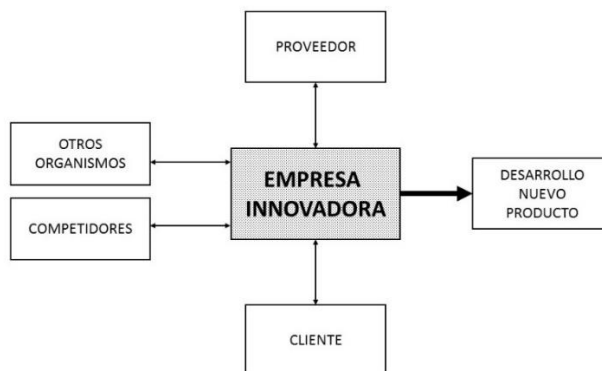 PROVEEDOR
OTROS
ORGANISMOS
EMPRESA
INNOVADORA
DESARROLLO
NUEVO
PRODUCTO
COMPETIDORES
CLIENTE